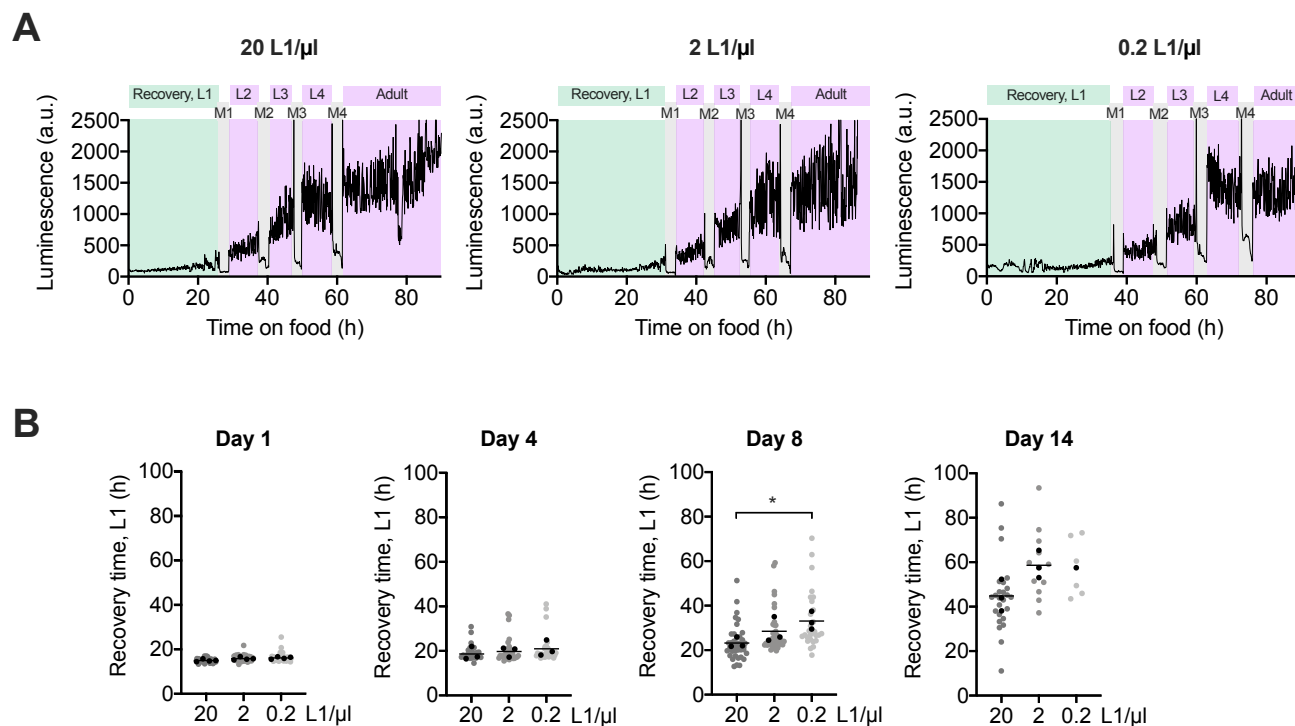 A
20 L1/µl
2 L1/µl
0.2 L1/µl
Recovery, L1 L2 L3 L4 Adult
M1 M2 M3 M4
Recovery, L1 L2 L3 L4 Adult
M1 M2 M3 M4
Recovery, L1 L2 L3 L4 Adult
M1 M2 M3 M4
Luminescence (a.u.)
2500
2000
1500
1000
500
0
0 20 40 60 80
Time on food (h)
Luminescence (a.u.)
2500
2000
1500
1000
500
0
0 20 40 60 80
Time on food (h)
Luminescence (a.u.)
2500
2000
1500
1000
500
0
0 20 40 60 80
Time on food (h)
B
Day 1
Recovery time, L1 (h)
100
80
60
40
20
0
20 2 0.2 L1/µl
Day 4
Recovery time, L1 (h)
100
80
60
40
20
0
20 2 0.2 L1/µl
Day 8
Recovery time, L1 (h)
100
80
60
40
20
0
*
20 2 0.2 L1/µl
Day 14
Recovery time, L1 (h)
100
80
60
40
20
0
20 2 0.2 L1/µl